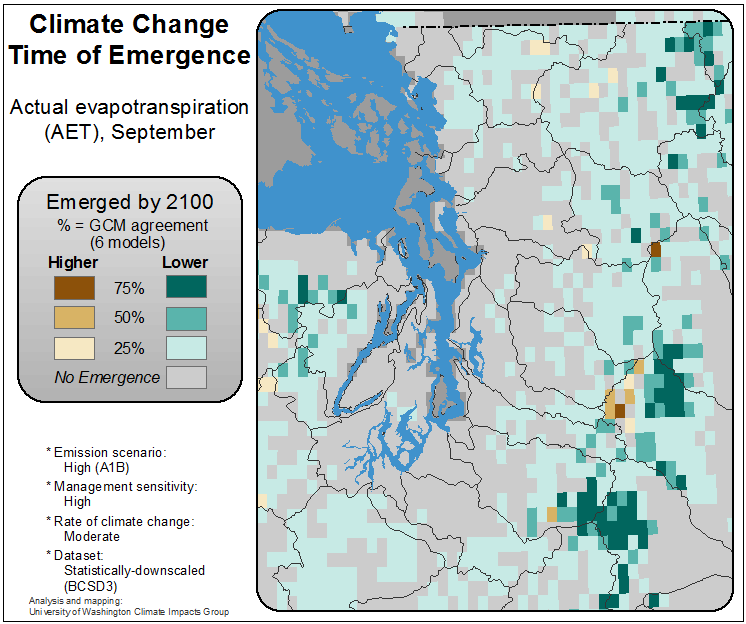 Climate Change
Time of Emergence
Actual evapotranspiration
(AET), September
Emerged by 2100
% = GCM agreement
(6 models)
Higher Lower
75%
50%
25%
No Emergence
* Emission scenario:
High (A1B)
* Management sensitivity:
High
* Rate of climate change:
Moderate
* Dataset:
Statistically-downscaled
(BCSD3)
Analysis and mapping:
University of Washington Climate Impacts Group